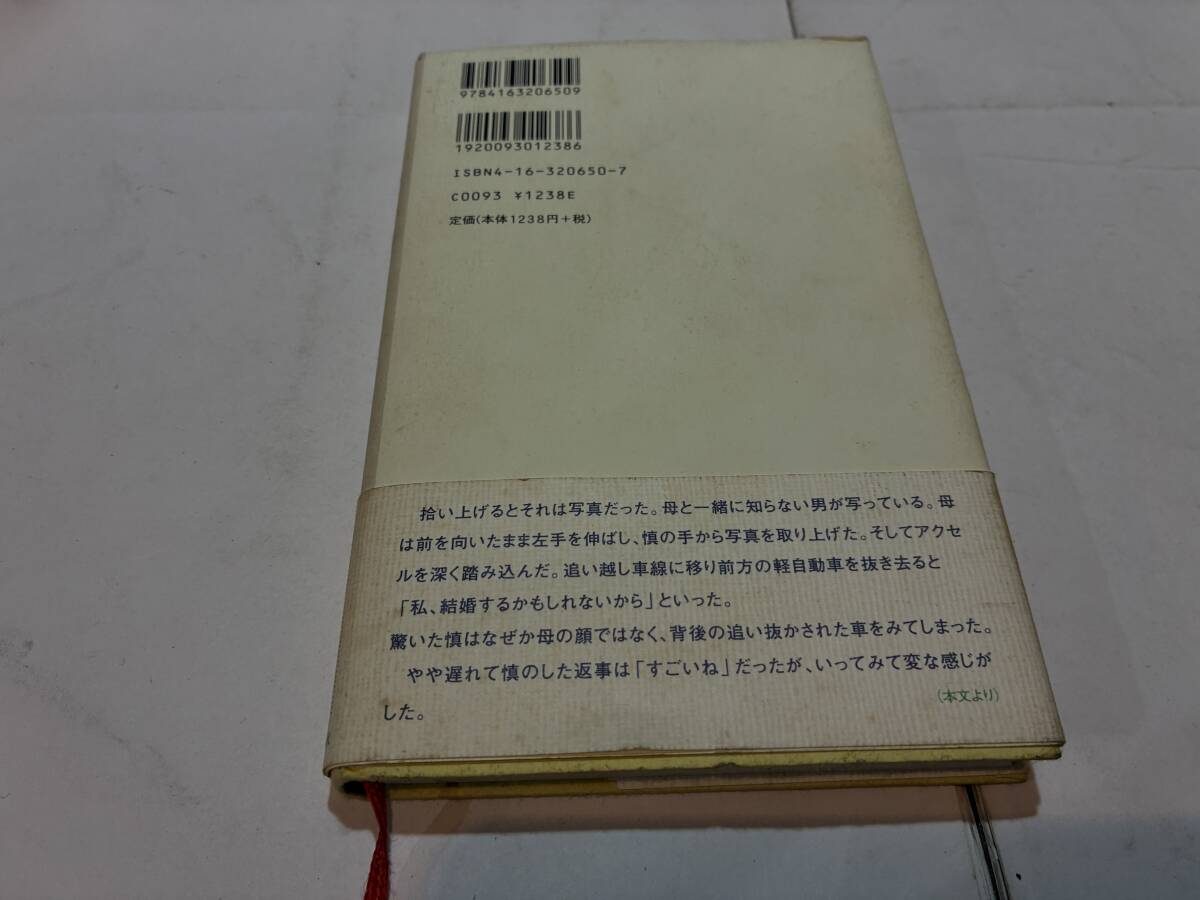 9784163206509
1920093012386
ISBN4-16-320650-7
C0093 ¥1238E
定価(本体1238円+税)
拾い上げるとそれは写真だった。母と一緒に知らない男が写っている。母
は前を向いたまま左手を伸ばし、慎の手から写真を取り上げた。そしてアクセ
ルを深く踏み込んだ。追い越し車線に移り前方の軽自動車を抜き去ると
「私、結婚するかもしれないから」といった。
驚いた慎はなぜか母の顔ではなく、背後の追い抜かされた車をみてしまった。
やや遅れて慎のした返事は「すごいね」だったが、いってみて変な感じが
した。
(本文より)